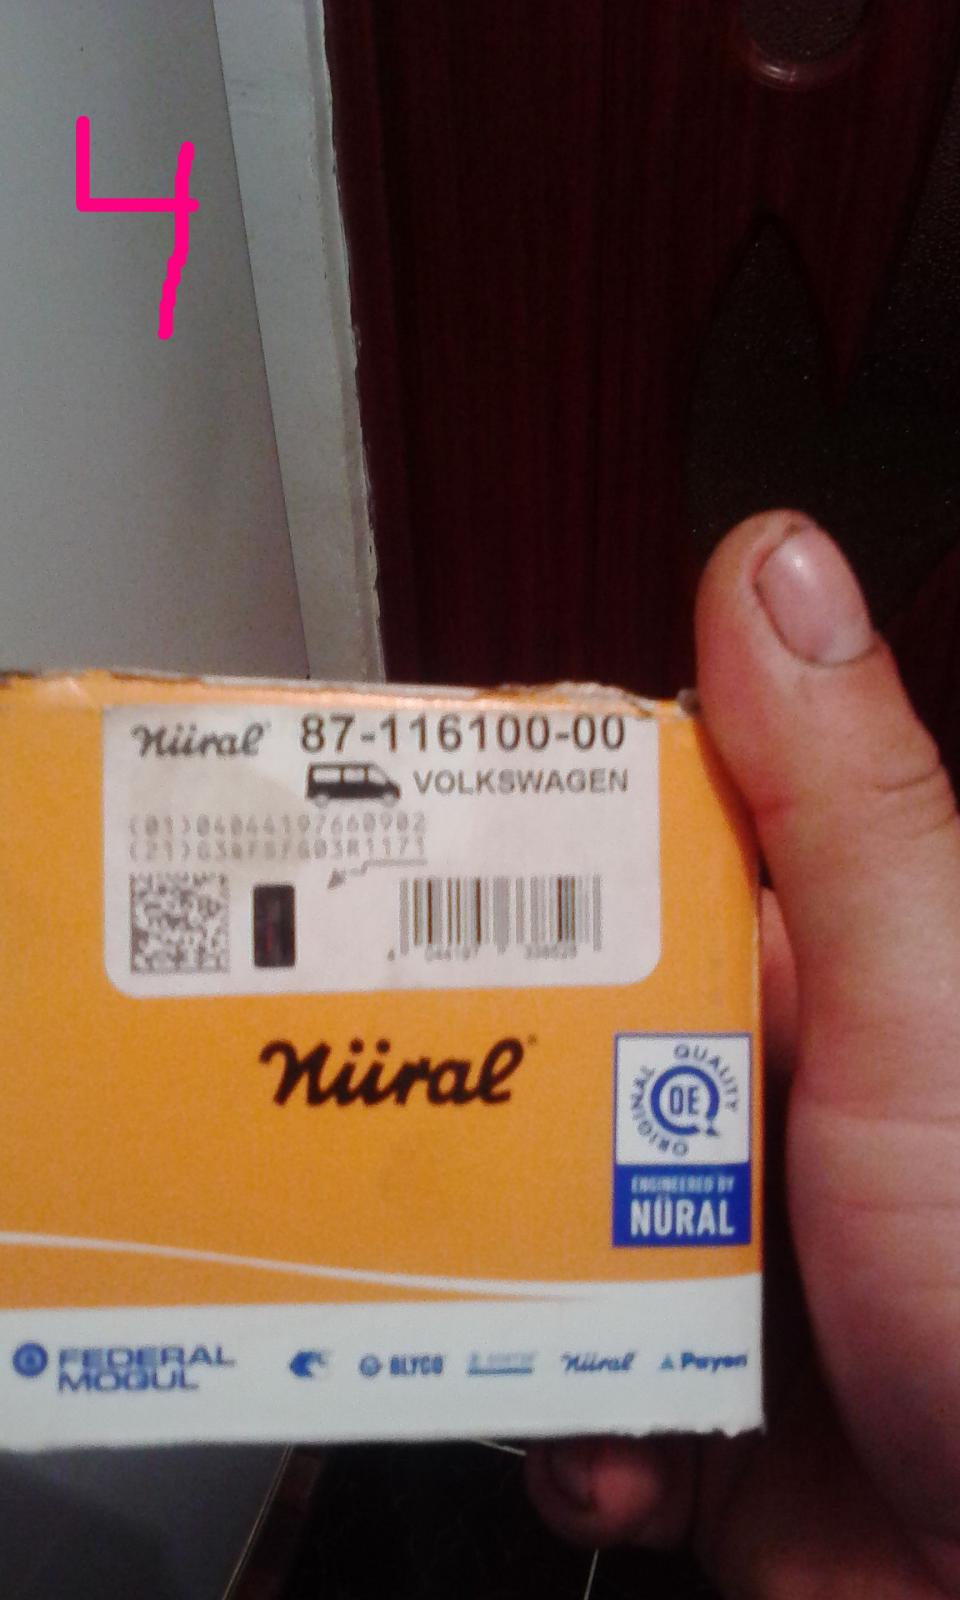 4
Nüral 87-116100-00
VOLKSWAGEN
Nüral
QUALITY
ORIGINAL
OE
ENGINEERED BY
NÜRAL
FEDERAL
MOGUL
GLYCO
Nüral
Payen